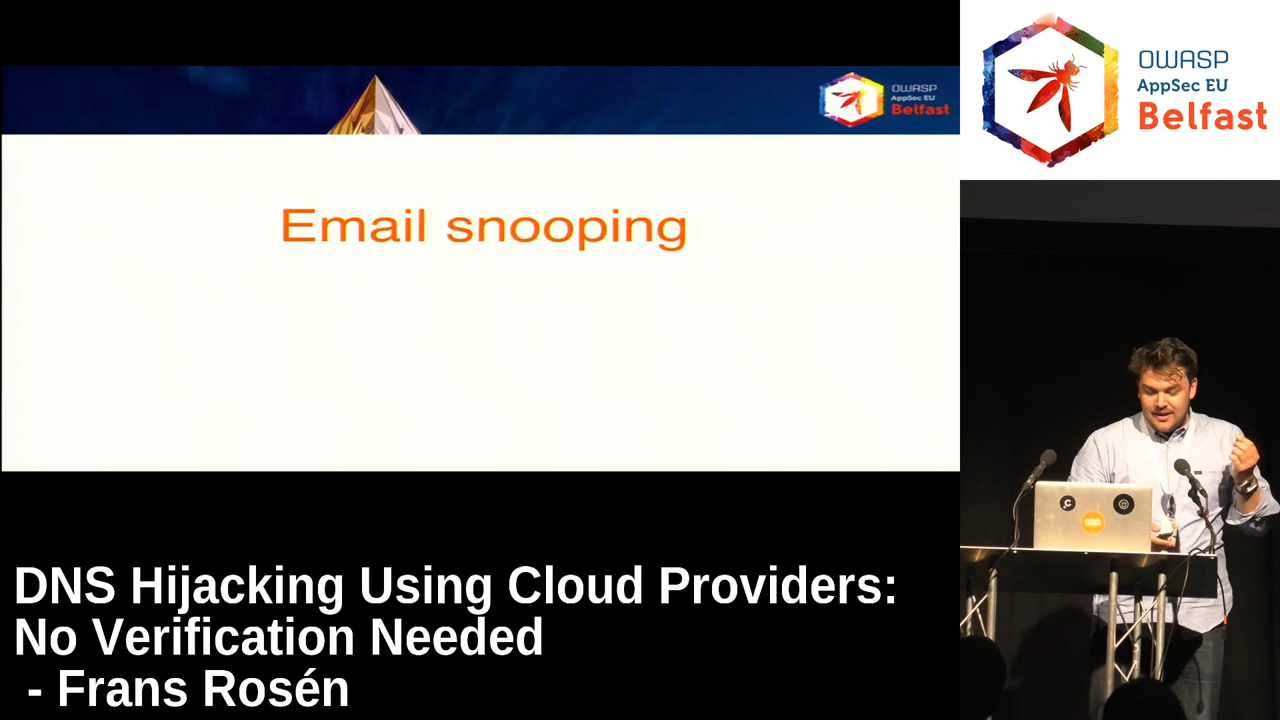 OWASP
AppSec EU
Belfast
Email snooping
OWASP
AppSec EU
Belfast
DNS Hijacking Using Cloud Providers:
No Verification Needed
- Frans Rosén